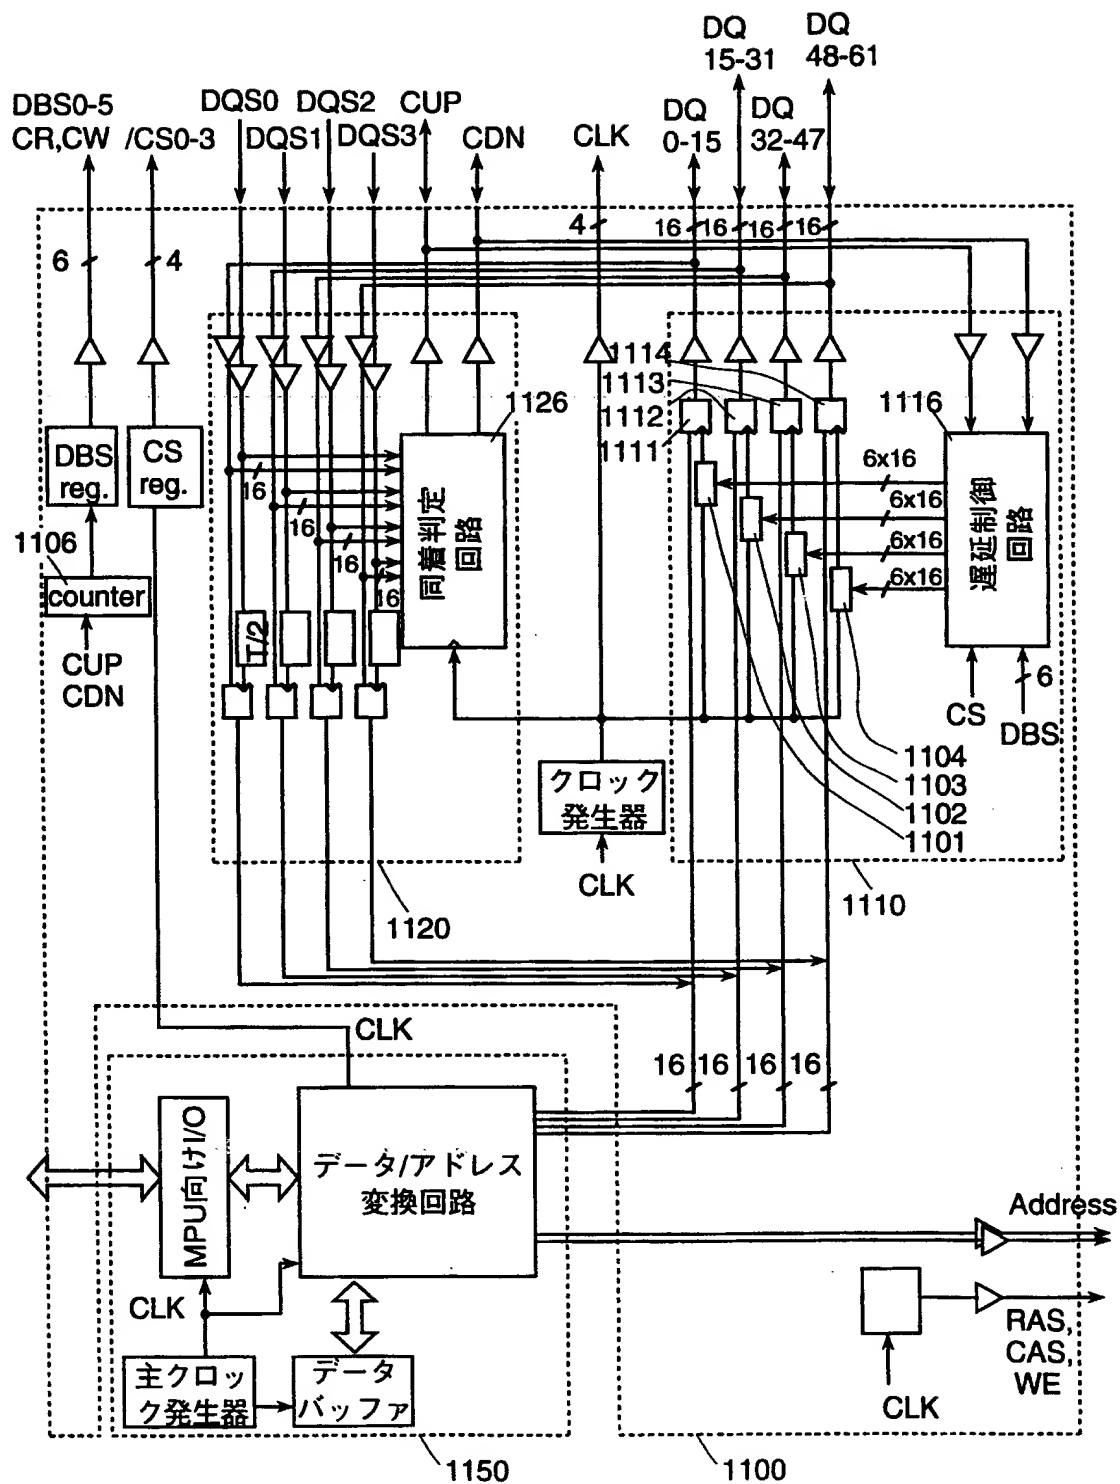 DQ
15-31
DQ
48-61
DBS0-5
CR,CW
/CS0-3
DQS0
DQS1
DQS2
DQS3
CUP
CDN
CLK
DQ
0-15
DQ
32-47
6
4
4
16
16
16
16
1114
1113
1112
1111
1126
1116
DBS
reg.
CS
reg.
16
16
16
16
同着判定
回路
6x16
6x16
6x16
6x16
遅延制御
回路
1106
counter
CUP
CDN
T/2
CS
6
DBS
クロック
発生器
CLK
1104
1103
1102
1101
1120
1110
CLK
16
16
16
16
MPU向けI/O
データ/アドレス
変換回路
Address
CLK
主クロッ
ク発生器
データ
バッファ
RAS,
CAS,
WE
CLK
1150
1100